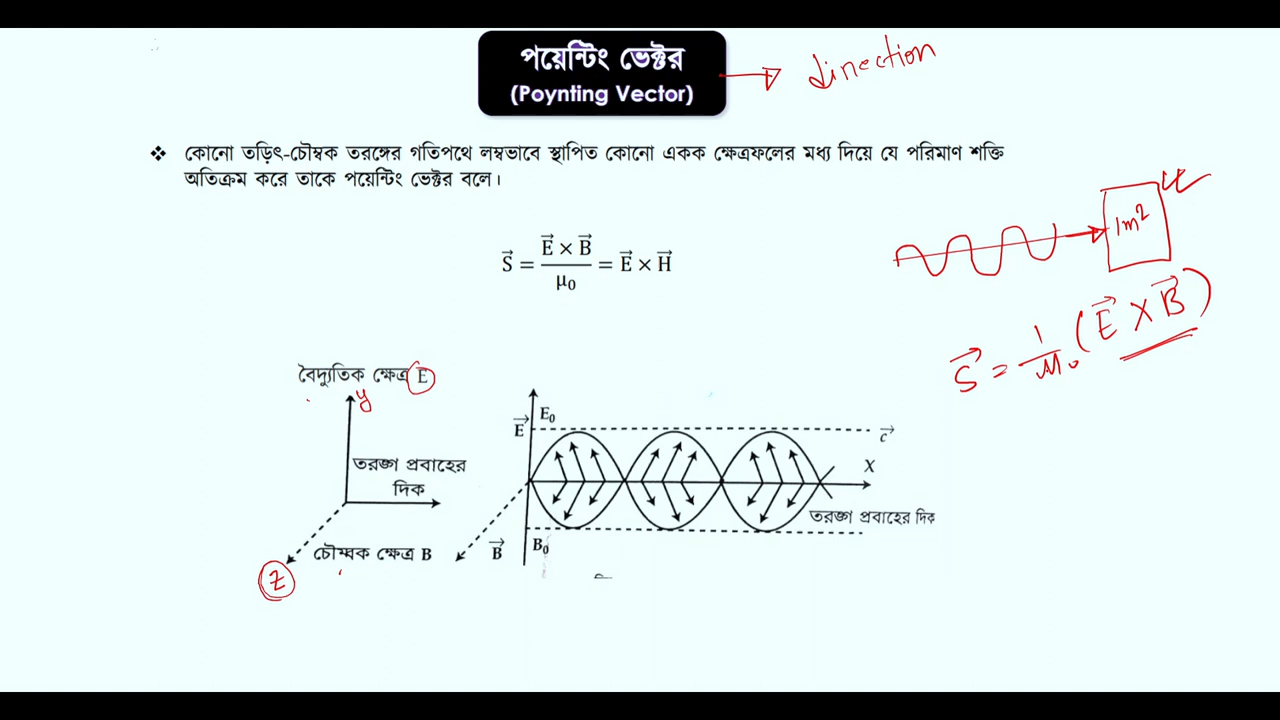 পয়েন্টিং ভেক্টর
(Poynting Vector)
direction
❖ কোনো তড়িৎ-চৌম্বক তরঙ্গের গতিপথে লম্বভাবে স্থাপিত কোনো একক ক্ষেত্রফলের মধ্য দিয়ে যে পরিমাণ শক্তি
অতিক্রম করে তাকে পয়েন্টিং ভেক্টর বলে।
1m²
S⃗ = (E⃗ × B⃗)/μ₀ = E⃗ × H⃗
S⃗ = 1/μ₀ (E⃗ × B⃗)
বৈদ্যুতিক ক্ষেত্র E
y
তরঙ্গ প্রবাহের
দিক
চৌম্বক ক্ষেত্র B
z
E⃗ E₀
c⃗
X
তরঙ্গ প্রবাহের দিক
B⃗ B₀